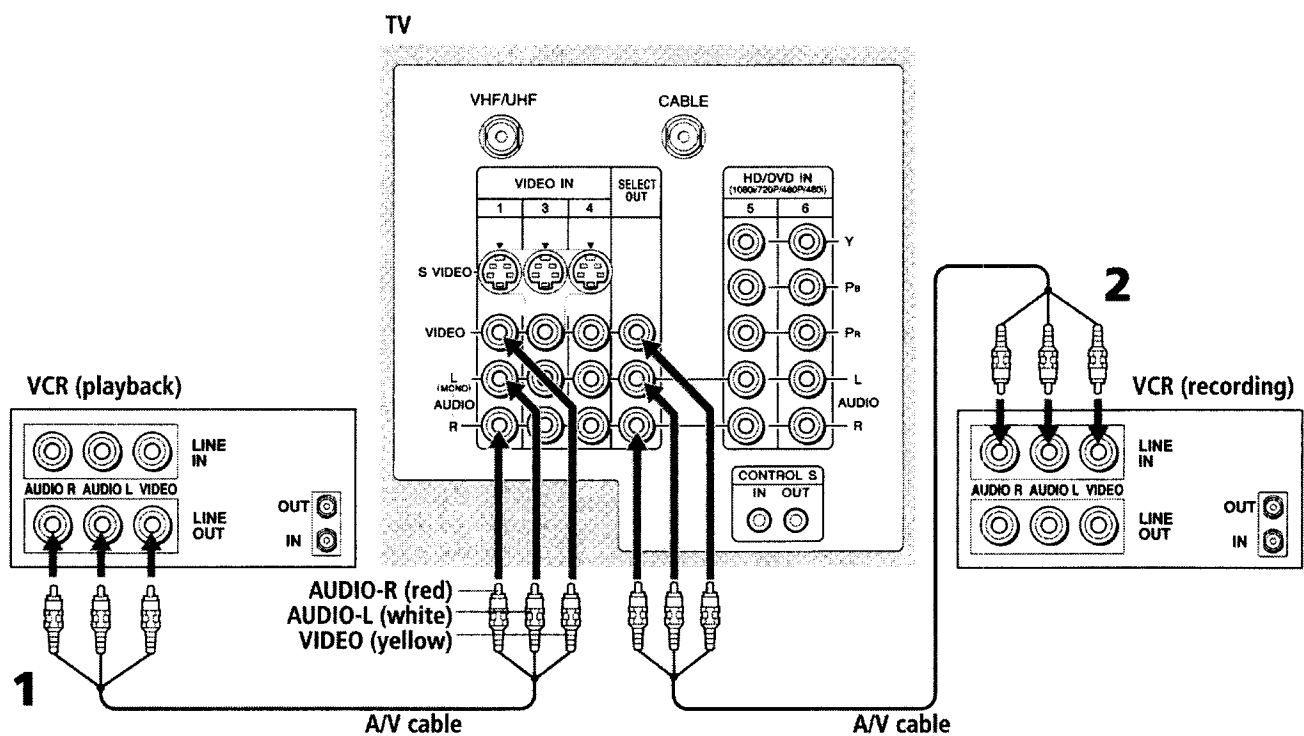 TV
VHF/UHF
CABLE
VIDEO IN
SELECT
OUT
HD/DVD IN
(1080i/720P/480P/480i)
1 3 4
5 6
S VIDEO
Y
PB
VIDEO
PR
L
(MONO)
AUDIO
R
L
AUDIO
R
CONTROL S
IN OUT
VCR (playback)
LINE
IN
AUDIO R AUDIO L VIDEO
LINE
OUT
OUT
IN
2
VCR (recording)
LINE
IN
AUDIO R AUDIO L VIDEO
LINE
OUT
OUT
IN
AUDIO-R (red)
AUDIO-L (white)
VIDEO (yellow)
1
A/V cable
A/V cable